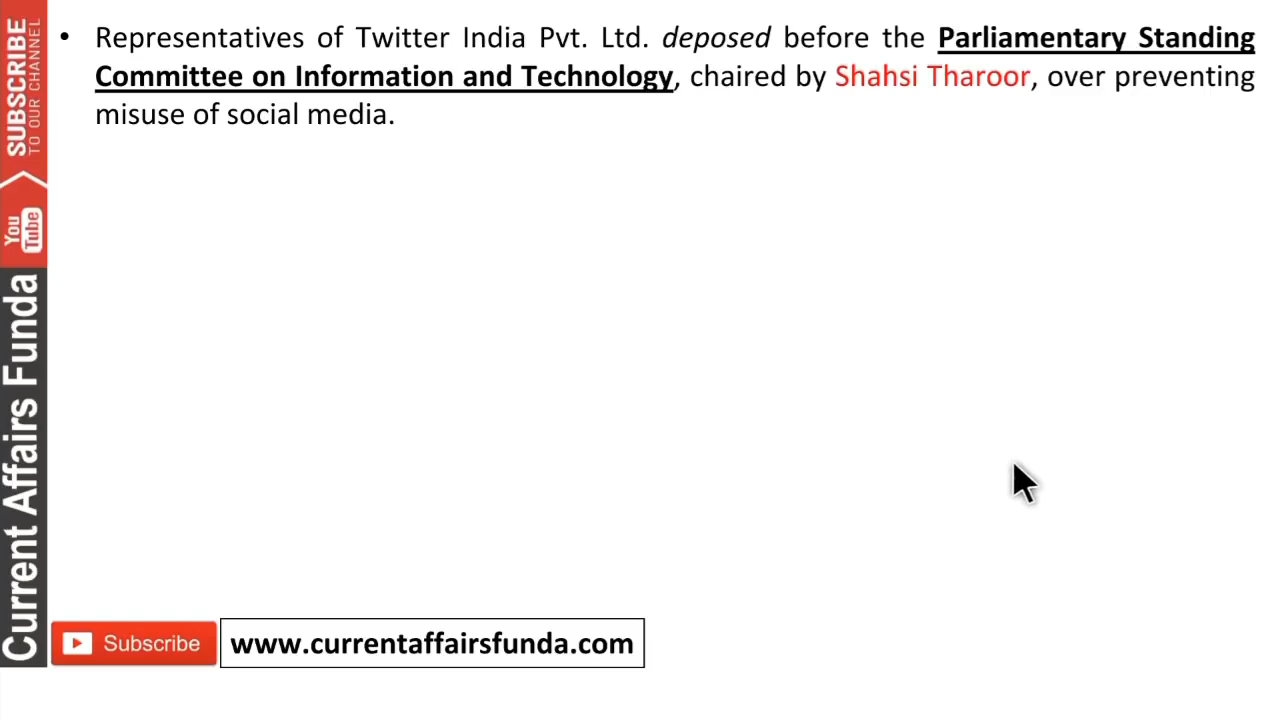 • Representatives of Twitter India Pvt. Ltd. deposed before the Parliamentary Standing
Committee on Information and Technology, chaired by Shahsi Tharoor, over preventing
misuse of social media.
SUBSCRIBE
TO OUR CHANNEL
You
Tube
Current Affairs Funda
Subscribe
www.currentaffairsfunda.com